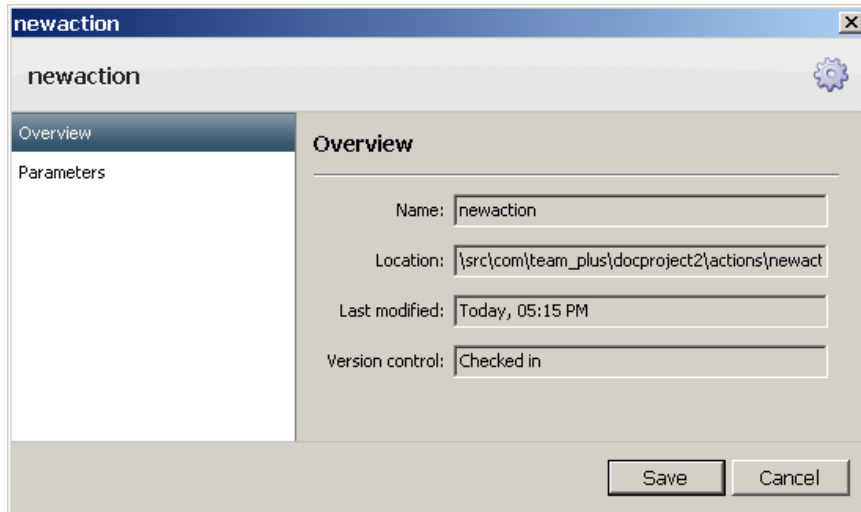 newaction
newaction
Overview
Parameters
Overview
Name: newaction
Location: \src\com\team_plus\docproject2\actions\newact
Last modified: Today, 05:15 PM
Version control: Checked in
Save Cancel